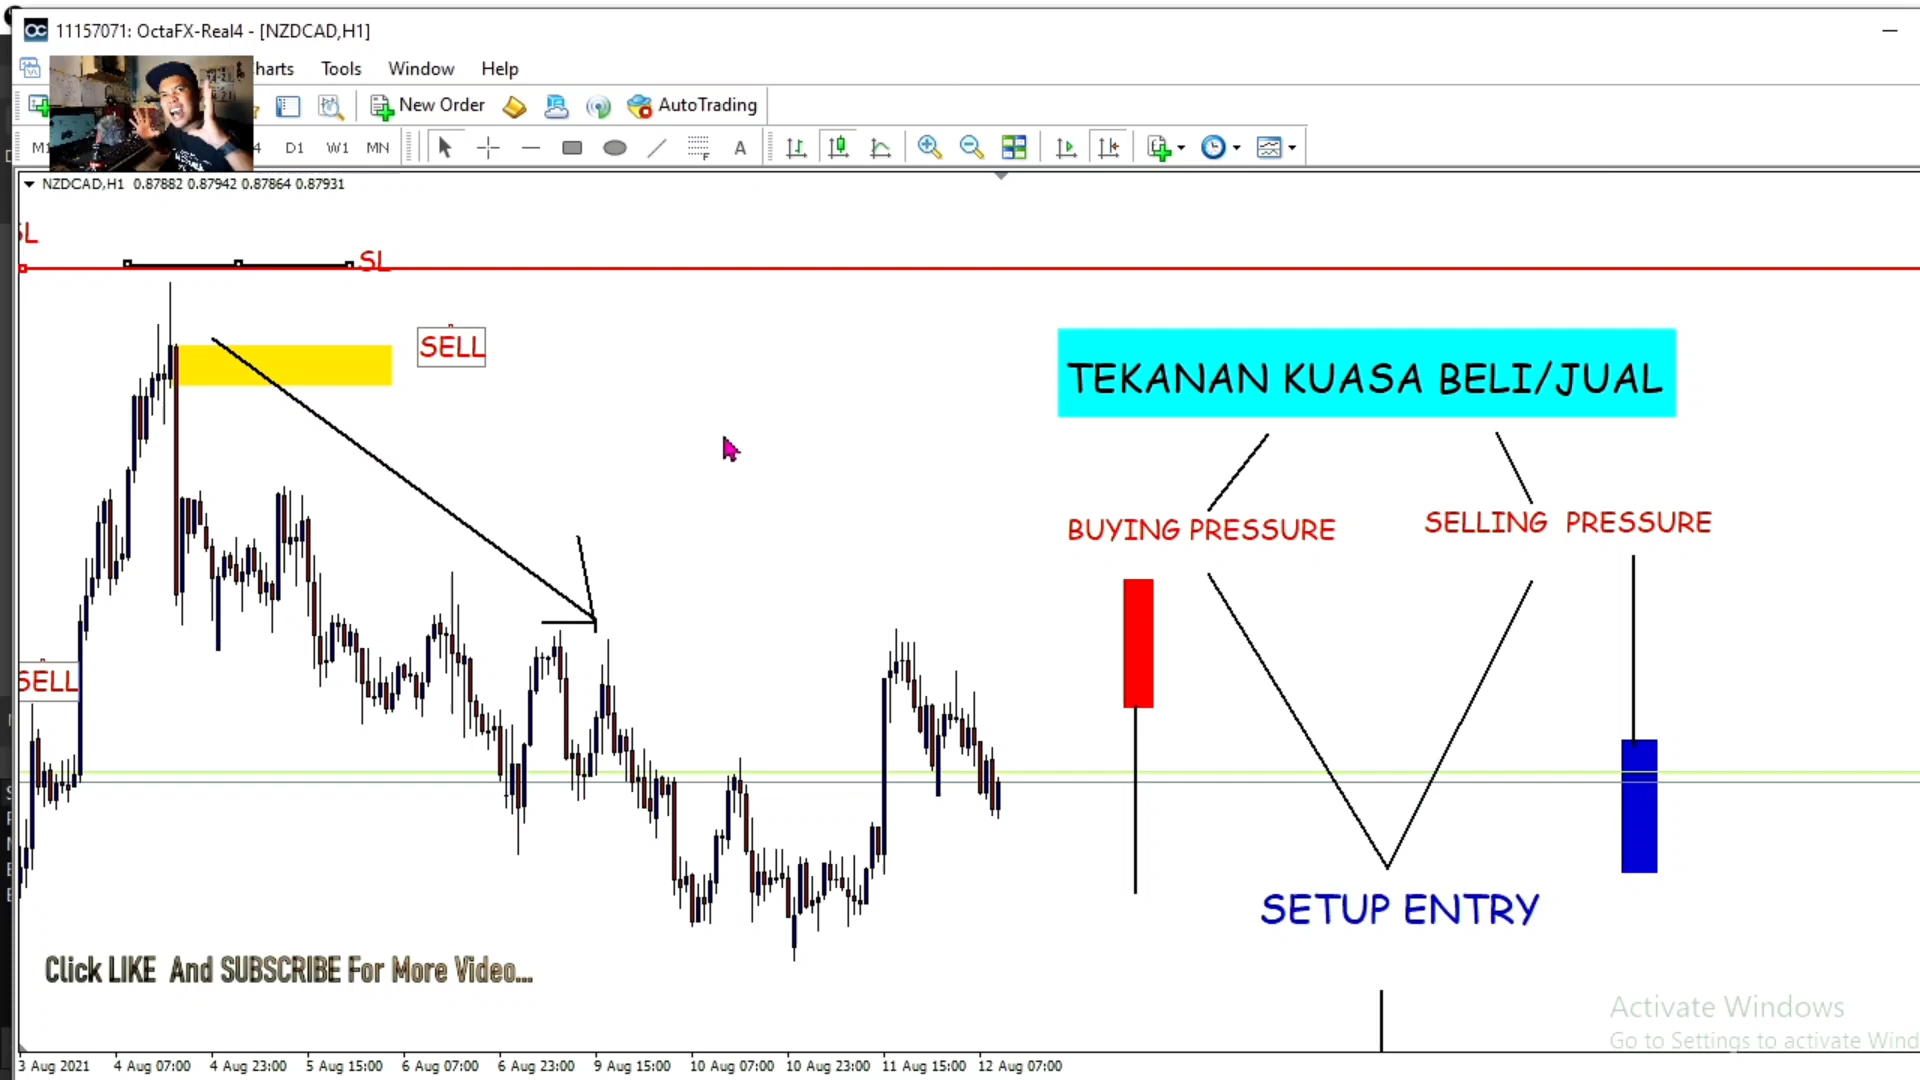 11157071: OctaFX-Real4 - [NZDCAD,H1]
Tools Window Help
New Order AutoTrading
D1 W1 MN
A
NZDCAD,H1 0.87882 0.87942 0.87864 0.87931
SL
SELL
TEKANAN KUASA BELI/JUAL
BUYING PRESSURE
SELLING PRESSURE
SELL
SETUP ENTRY
Click LIKE And SUBSCRIBE For More Video...
Activate Windows
Go to Settings to activate Wind
3 Aug 2021 4 Aug 07:00 4 Aug 23:00 5 Aug 15:00 6 Aug 07:00 6 Aug 23:00 9 Aug 15:00 10 Aug 07:00 10 Aug 23:00 11 Aug 15:00 12 Aug 07:00